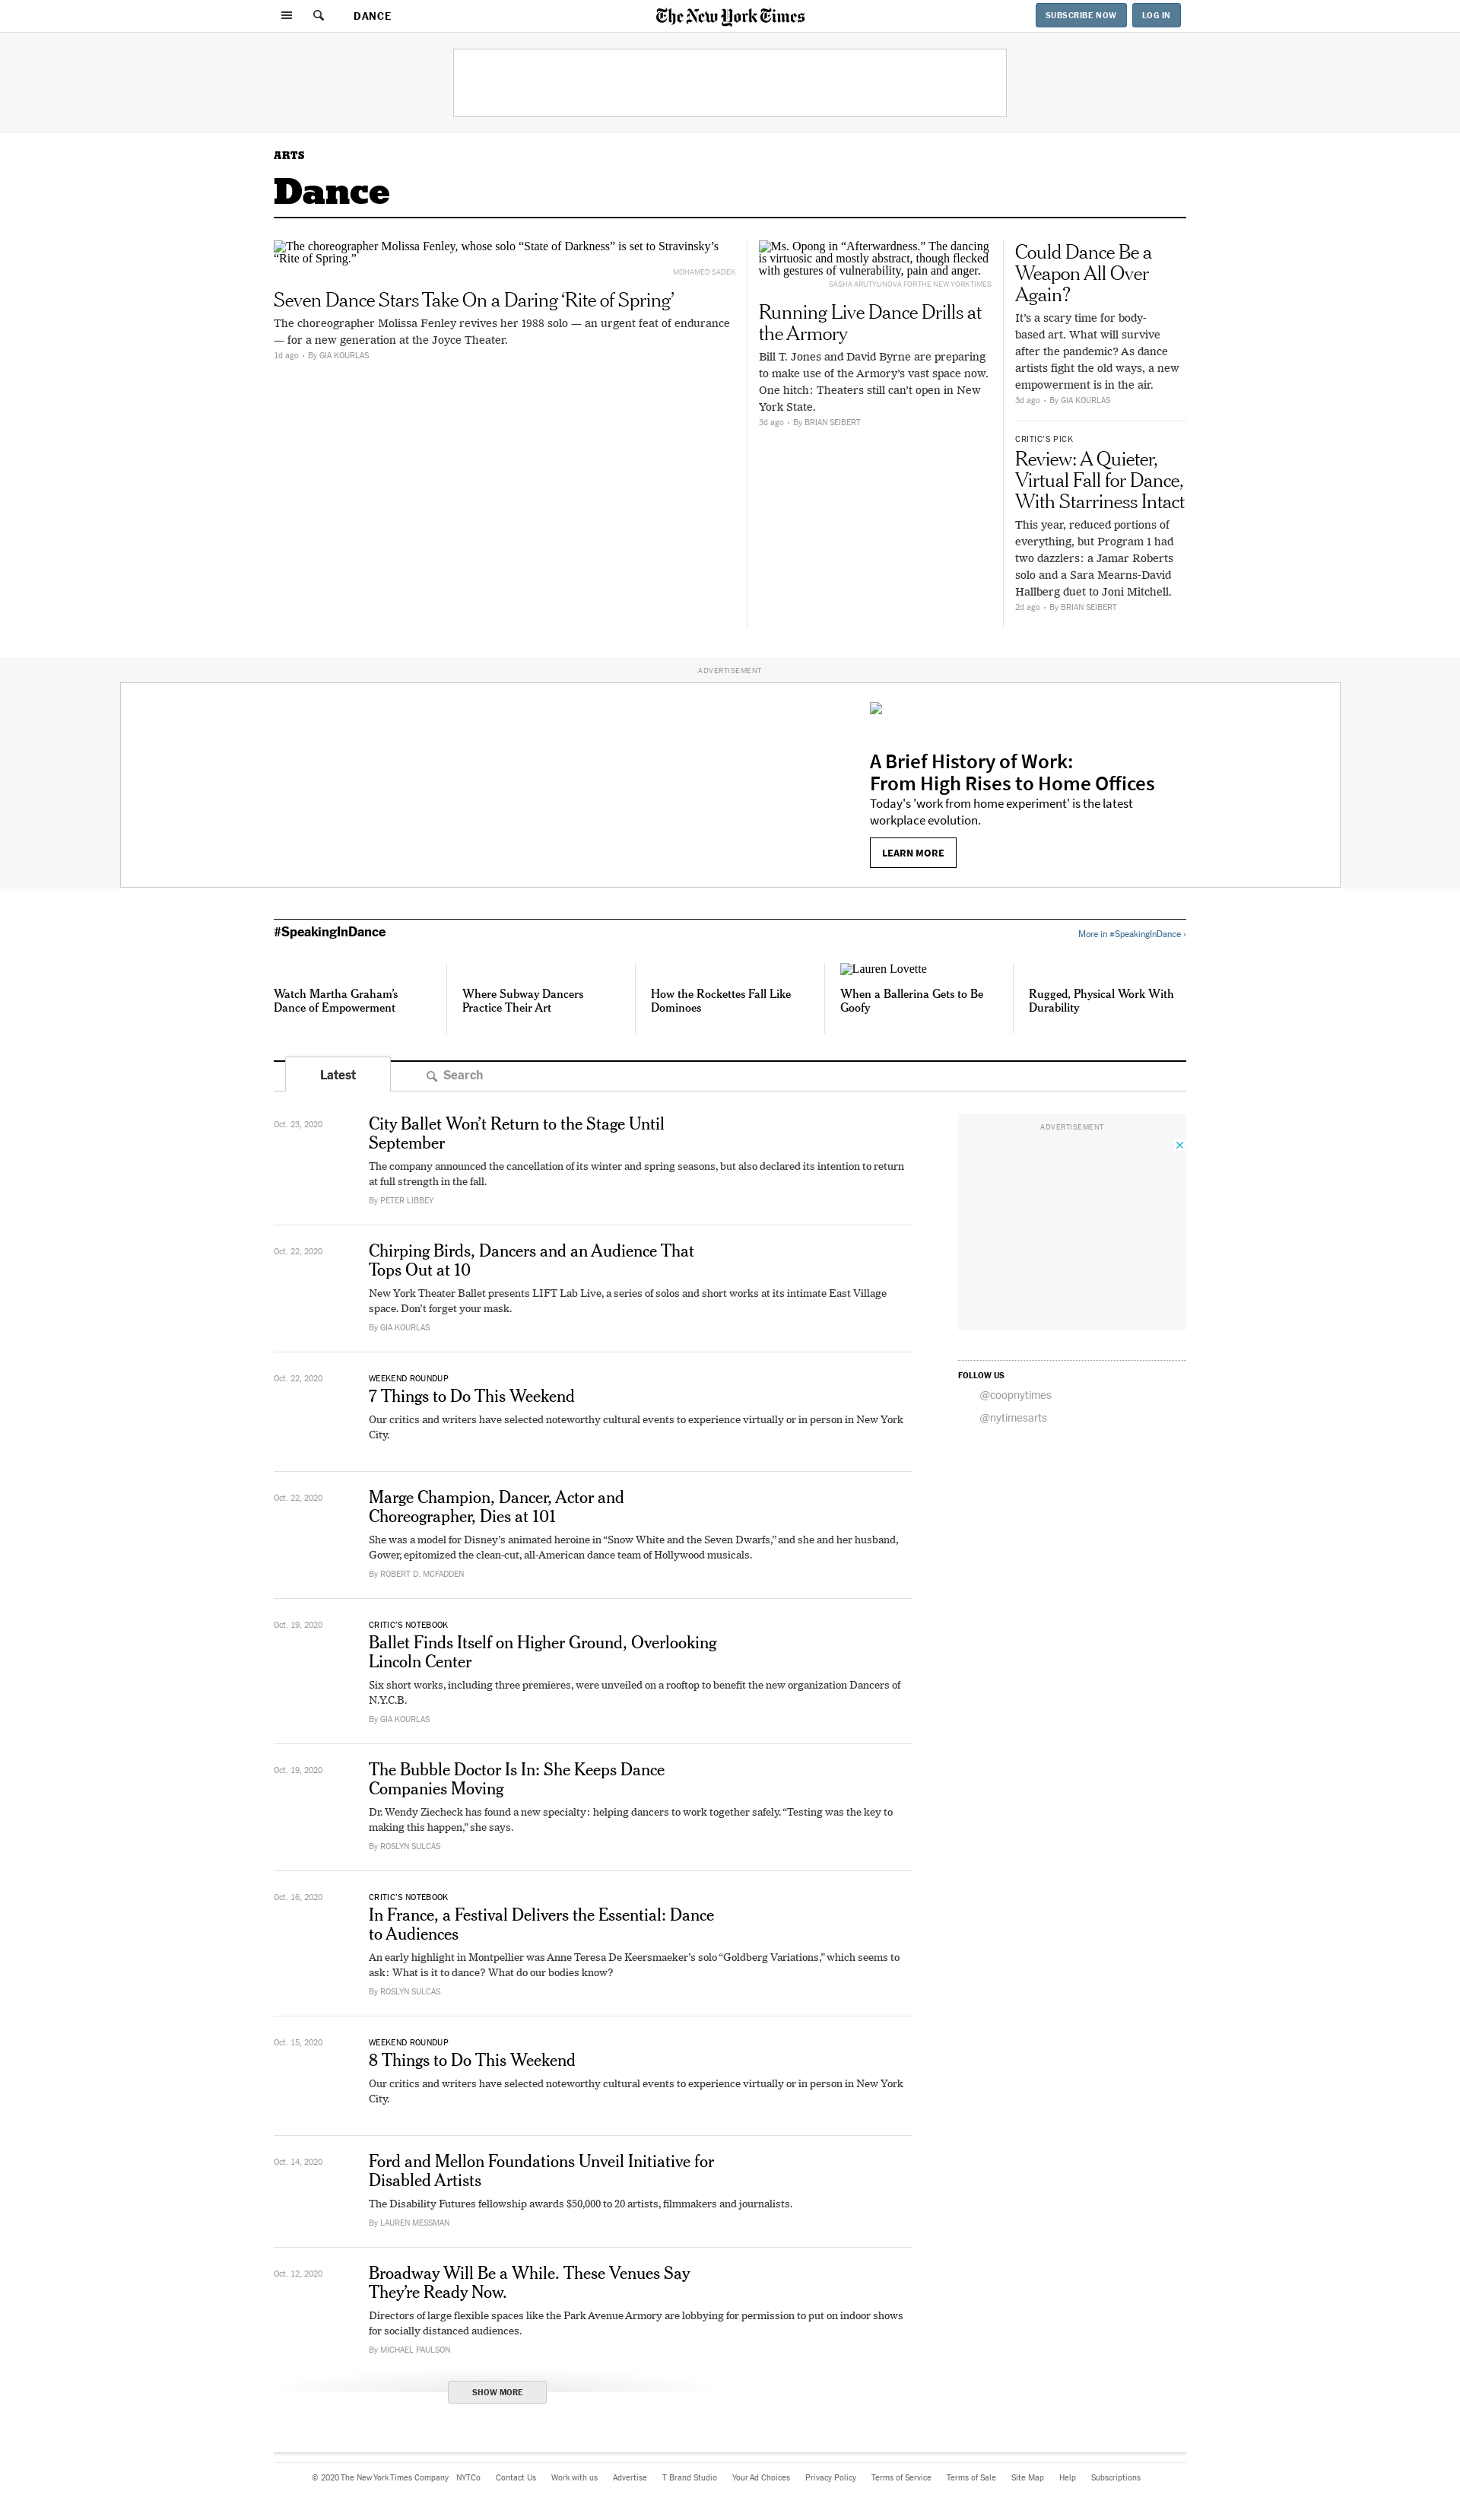 DANCE
The New York Times
SUBSCRIBE NOW
LOG IN
ARTS
Dance
The choreographer Melissa Fenley, whose solo “State of Darkness” is set to Stravinsky’s
“Rite of Spring.”
MOHAMED SADEK
Seven Dance Stars Take On a Daring ‘Rite of Spring’
The choreographer Molissa Fenley revives her 1988 solo — an urgent feat of endurance
— for a new generation at the Joyce Theater.
1d ago • By GIA KOURLAS
Ms. Opong in “Afterwardness.” The dancing
is virtuosic and mostly abstract, though flecked
with gestures of vulnerability, pain and anger.
SASHA ARUTYUNOVA FOR THE NEW YORK TIMES
Running Live Dance Drills at
the Armory
Bill T. Jones and David Byrne are preparing
to make use of the Armory’s vast space now.
One hitch: Theaters still can’t open in New
York State.
3d ago • By BRIAN SEIBERT
Could Dance Be a
Weapon All Over
Again?
It’s a scary time for body-
based art. What will survive
after the pandemic? As dance
artists fight the old ways, a new
empowerment is in the air.
3d ago • By GIA KOURLAS
CRITIC’S PICK
Review: A Quieter,
Virtual Fall for Dance,
With Starriness Intact
This year, reduced portions of
everything, but Program 1 had
two dazzlers: a Jamar Roberts
solo and a Sara Mearns-David
Hallberg duet to Joni Mitchell.
2d ago • By BRIAN SEIBERT
ADVERTISEMENT
A Brief History of Work:
From High Rises to Home Offices
Today's 'work from home experiment' is the latest
workplace evolution.
LEARN MORE
#SpeakingInDance
More in #SpeakingInDance ›
Watch Martha Graham’s
Dance of Empowerment
Where Subway Dancers
Practice Their Art
How the Rockettes Fall Like
Dominoes
Lauren Lovette
When a Ballerina Gets to Be
Goofy
Rugged, Physical Work With
Durability
Latest
Search
Oct. 23, 2020
City Ballet Won’t Return to the Stage Until
September
The company announced the cancellation of its winter and spring seasons, but also declared its intention to return
at full strength in the fall.
By PETER LIBBEY
ADVERTISEMENT
Oct. 22, 2020
Chirping Birds, Dancers and an Audience That
Tops Out at 10
New York Theater Ballet presents LIFT Lab Live, a series of solos and short works at its intimate East Village
space. Don’t forget your mask.
By GIA KOURLAS
FOLLOW US
@coopnytimes
@nytimesarts
Oct. 22, 2020
WEEKEND ROUNDUP
7 Things to Do This Weekend
Our critics and writers have selected noteworthy cultural events to experience virtually or in person in New York
City.
Oct. 22, 2020
Marge Champion, Dancer, Actor and
Choreographer, Dies at 101
She was a model for Disney’s animated heroine in “Snow White and the Seven Dwarfs,” and she and her husband,
Gower, epitomized the clean-cut, all-American dance team of Hollywood musicals.
By ROBERT D. MCFADDEN
Oct. 19, 2020
CRITIC’S NOTEBOOK
Ballet Finds Itself on Higher Ground, Overlooking
Lincoln Center
Six short works, including three premieres, were unveiled on a rooftop to benefit the new organization Dancers of
N.Y.C.B.
By GIA KOURLAS
Oct. 19, 2020
The Bubble Doctor Is In: She Keeps Dance
Companies Moving
Dr. Wendy Ziecheck has found a new specialty: helping dancers to work together safely. “Testing was the key to
making this happen,” she says.
By ROSLYN SULCAS
Oct. 16, 2020
CRITIC’S NOTEBOOK
In France, a Festival Delivers the Essential: Dance
to Audiences
An early highlight in Montpellier was Anne Teresa De Keersmaeker’s solo “Goldberg Variations,” which seems to
ask: What is it to dance? What do our bodies know?
By ROSLYN SULCAS
Oct. 15, 2020
WEEKEND ROUNDUP
8 Things to Do This Weekend
Our critics and writers have selected noteworthy cultural events to experience virtually or in person in New York
City.
Oct. 14, 2020
Ford and Mellon Foundations Unveil Initiative for
Disabled Artists
The Disability Futures fellowship awards $50,000 to 20 artists, filmmakers and journalists.
By LAUREN MESSMAN
Oct. 12, 2020
Broadway Will Be a While. These Venues Say
They’re Ready Now.
Directors of large flexible spaces like the Park Avenue Armory are lobbying for permission to put on indoor shows
for socially distanced audiences.
By MICHAEL PAULSON
SHOW MORE
© 2020 The New York Times Company NYTCo Contact Us Work with us Advertise T Brand Studio Your Ad Choices Privacy Policy Terms of Service Terms of Sale Site Map Help Subscriptions